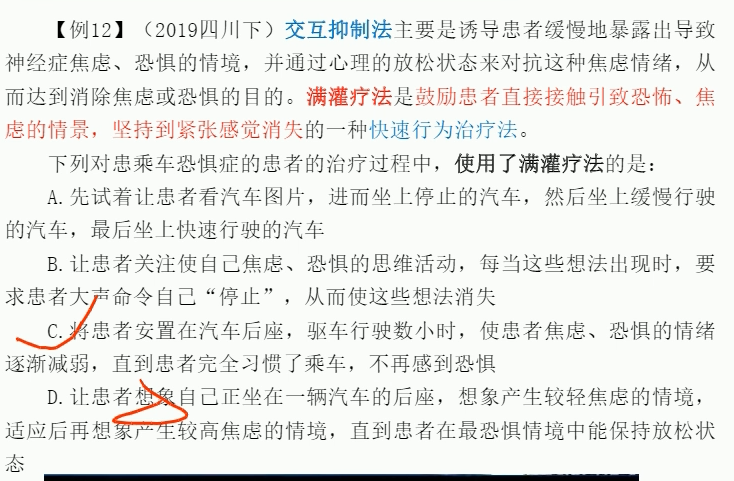 【例12】（2019四川下）交互抑制法主要是诱导患者缓慢地暴露出导致
神经症焦虑、恐惧的情境，并通过心理的放松状态来对抗这种焦虑情绪，从
而达到消除焦虑或恐惧的目的。满灌疗法是鼓励患者直接接触引致恐怖、焦
虑的情景，坚持到紧张感觉消失的一种快速行为治疗法。
下列对患乘车恐惧症的患者的治疗过程中，使用了满灌疗法的是：
A.先试着让患者看汽车图片，进而坐上停止的汽车，然后坐上缓慢行驶
的汽车，最后坐上快速行驶的汽车
B.让患者关注使自己焦虑、恐惧的思维活动，每当这些想法出现时，要
求患者大声命令自己“停止”，从而使这些想法消失
C.将患者安置在汽车后座，驱车行驶数小时，使患者焦虑、恐惧的情绪
逐渐减弱，直到患者完全习惯了乘车，不再感到恐惧
D.让患者想象自己正坐在一辆汽车的后座，想象产生较轻焦虑的情境，
适应后再想象产生较高焦虑的情境，直到患者在最恐惧情境中能保持放松状
态